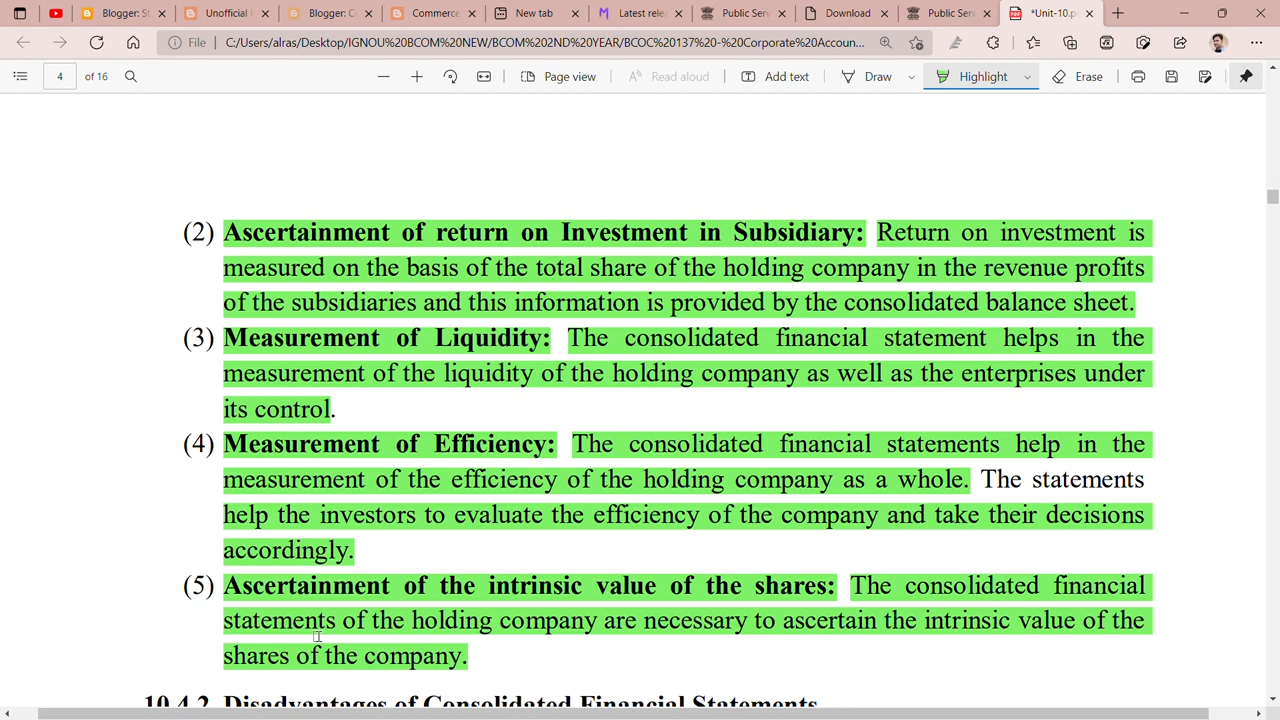 Blogger: St
Unofficial
Blogger: Co
Commerce
New tab
Latest rele
Public Serv
Download
Public Serv
*Unit-10.p
File
C:/Users/alras/Desktop/IGNOU%20BCOM%20NEW/BCOM%202ND%20YEAR/BCOC%20137%20-%20Corporate%20Accoun...
4 of 16
Page view
Read aloud
Add text
Draw
Highlight
Erase
(2) Ascertainment of return on Investment in Subsidiary: Return on investment is
measured on the basis of the total share of the holding company in the revenue profits
of the subsidiaries and this information is provided by the consolidated balance sheet.
(3) Measurement of Liquidity: The consolidated financial statement helps in the
measurement of the liquidity of the holding company as well as the enterprises under
its control.
(4) Measurement of Efficiency: The consolidated financial statements help in the
measurement of the efficiency of the holding company as a whole. The statements
help the investors to evaluate the efficiency of the company and take their decisions
accordingly.
(5) Ascertainment of the intrinsic value of the shares: The consolidated financial
statements of the holding company are necessary to ascertain the intrinsic value of the
shares of the company.
10.4.2 Disadvantages of Consolidated Financial Statements